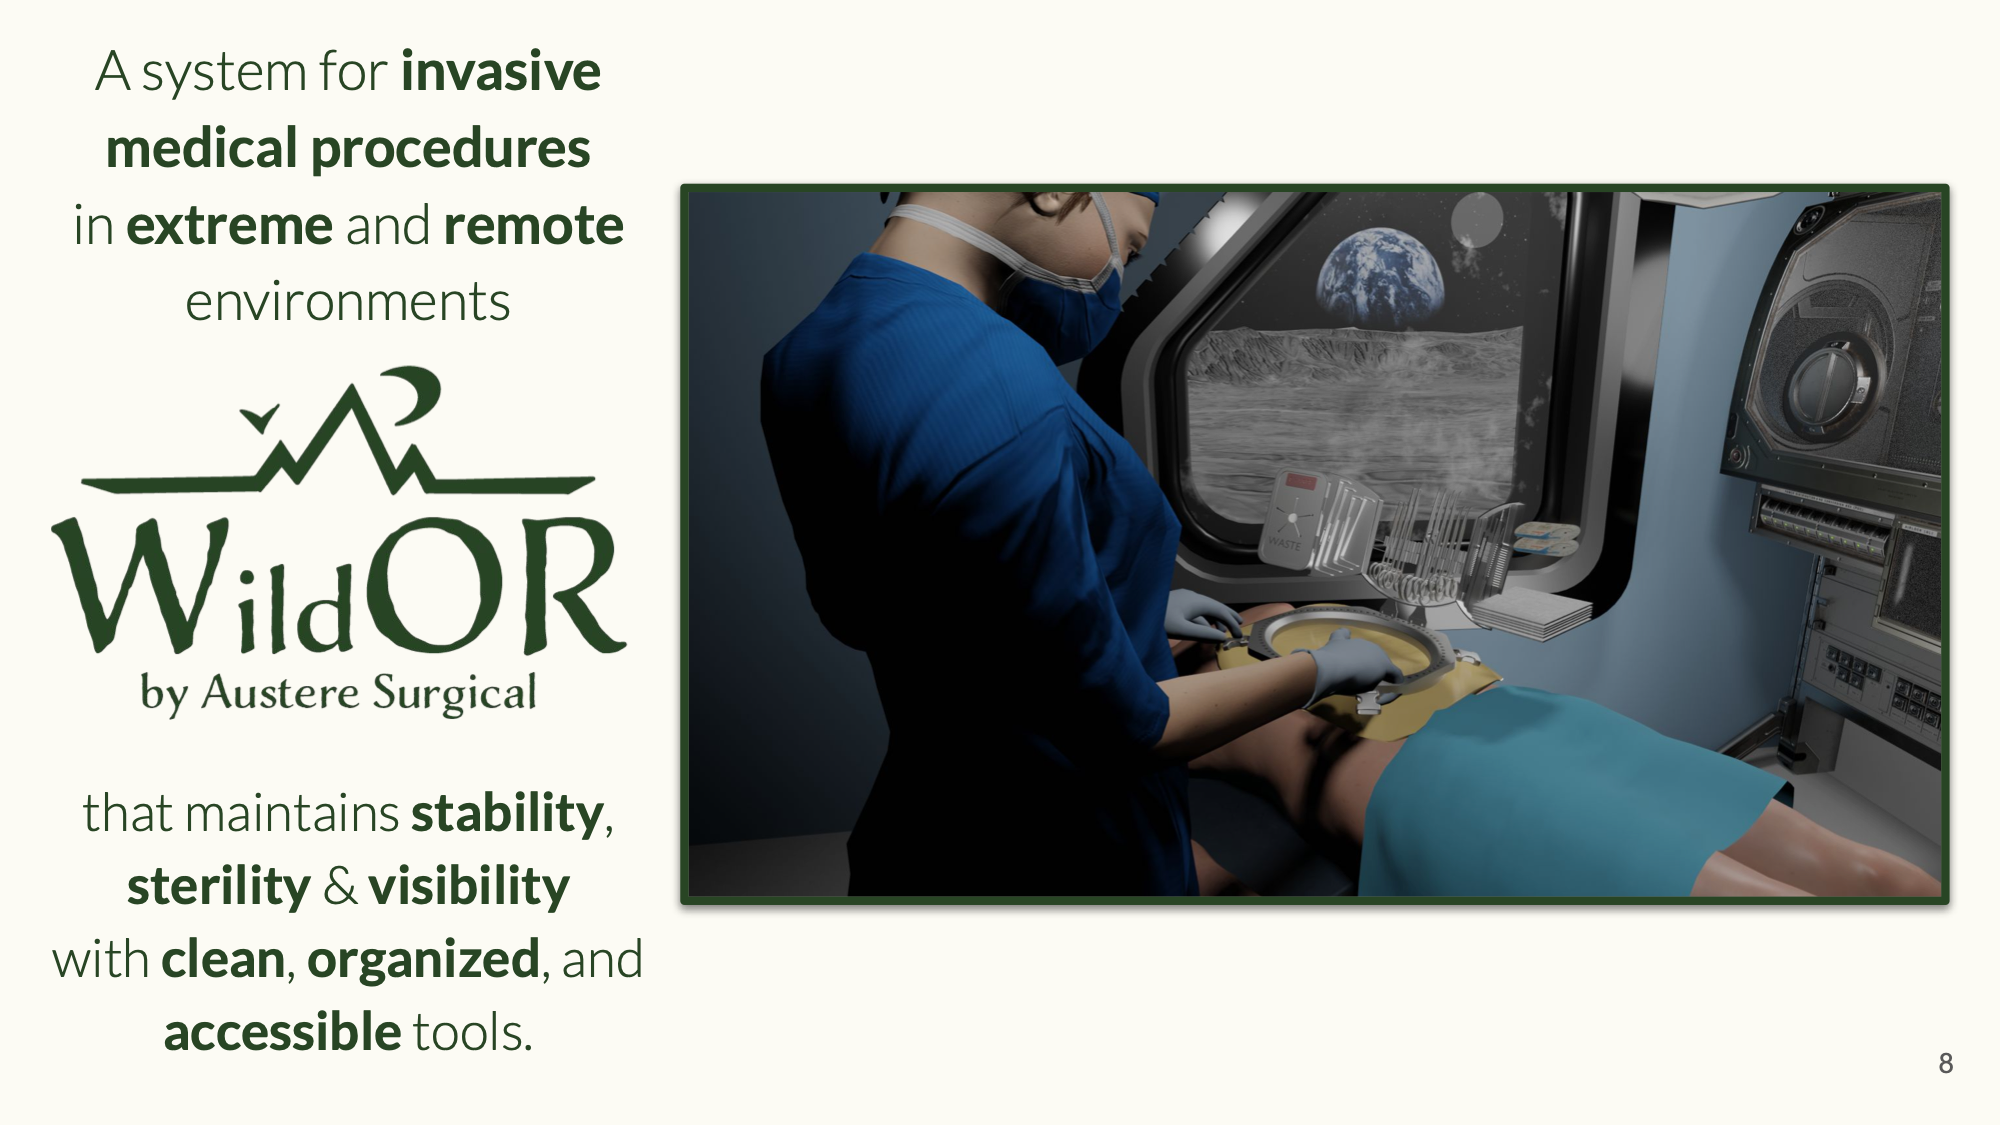 A system for invasive
medical procedures
in extreme and remote
environments
WildOR
by Austere Surgical
that maintains stability,
sterility & visibility
with clean, organized, and
accessible tools.
WASTE
8